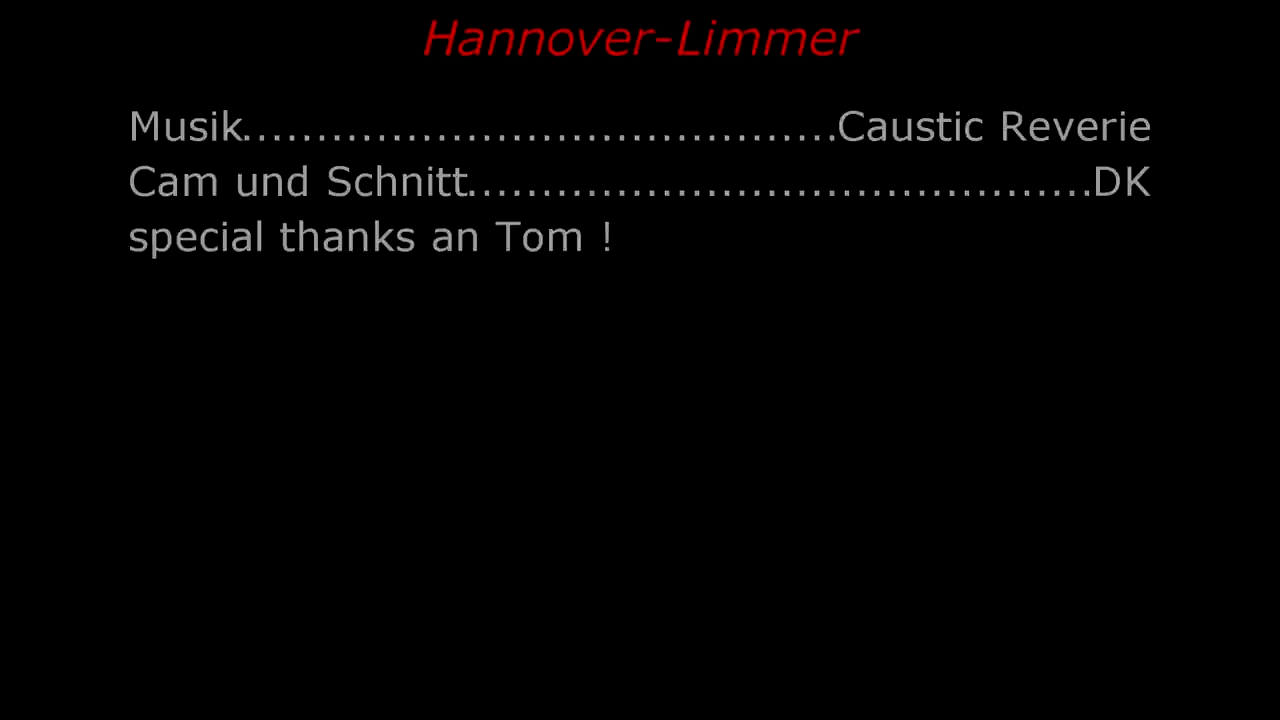 Hannover-Limmer
Musik........................................Caustic Reverie
Cam und Schnitt..........................................DK
special thanks an Tom !